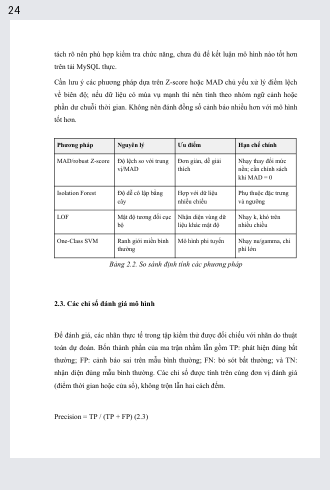 24
tách rõ nên phù hợp kiểm tra chức năng, chưa đủ để kết luận mô hình nào tốt hơn
trên tải MySQL thực.
Cần lưu ý các phương pháp dựa trên Z-score hoặc MAD chủ yếu xử lý điểm lệch
về biên độ; nếu dữ liệu có mùa vụ mạnh thì nên tính theo nhóm ngữ cảnh hoặc
phần dư chuỗi thời gian. Không nên đánh đồng số cảnh báo nhiều hơn với mô hình
tốt hơn.
Phương pháp Nguyên lý Ưu điểm Hạn chế chính
MAD/robust Z-score Độ lệch so với trung Đơn giản, dễ giải Nhạy thay đổi mức
vị/MAD thích nền; cần chính sách
khi MAD = 0
Isolation Forest Độ dễ cô lập bằng Hợp với dữ liệu Phụ thuộc đặc trưng
cây nhiều chiều và ngưỡng
LOF Mật độ tương đối cục Nhận diện vùng dữ Nhạy k, khó trên
bộ liệu khác mật độ nhiều chiều
One-Class SVM Ranh giới miền bình Mô hình phi tuyến Nhạy nu/gamma, chi
thường phí lớn
Bảng 2.2. So sánh định tính các phương pháp
2.3. Các chỉ số đánh giá mô hình
Để đánh giá, các nhãn thực tế trong tập kiểm thử được đối chiếu với nhãn do thuật
toán dự đoán. Bốn thành phần của ma trận nhầm lẫn gồm TP: phát hiện đúng bất
thường; FP: cảnh báo sai trên mẫu bình thường; FN: bỏ sót bất thường; và TN:
nhận diện đúng mẫu bình thường. Các chỉ số được tính trên cùng đơn vị đánh giá
(điểm thời gian hoặc cửa sổ), không trộn lẫn hai cách đếm.
Precision = TP / (TP + FP) (2.3)